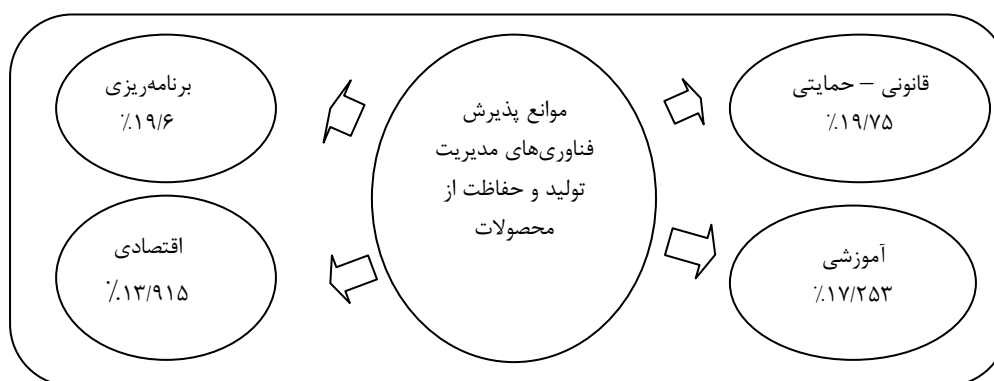 قانونی – حمایتی
٪۱۹/۷۵
موانع پذیرش
فناوری‌های مدیریت
تولید و حفاظت از
محصولات
برنامه‌ریزی
٪۱۹/۶
آموزشی
٪۱۷/۲۵۳
اقتصادی
٪۱۳/۹۱۵